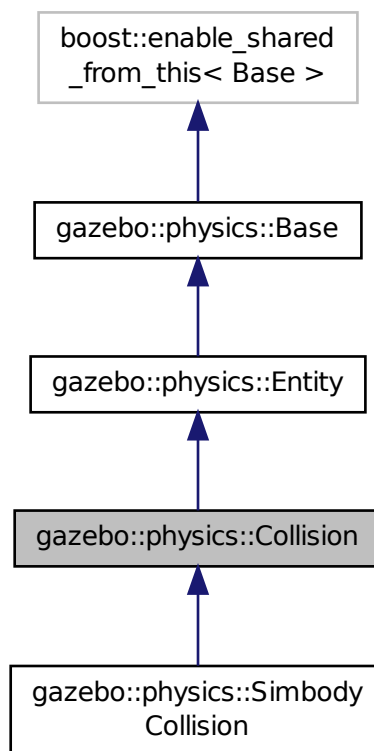 boost::enable_shared
_from_this< Base >
gazebo::physics::Base
gazebo::physics::Entity
gazebo::physics::Collision
gazebo::physics::Simbody
Collision